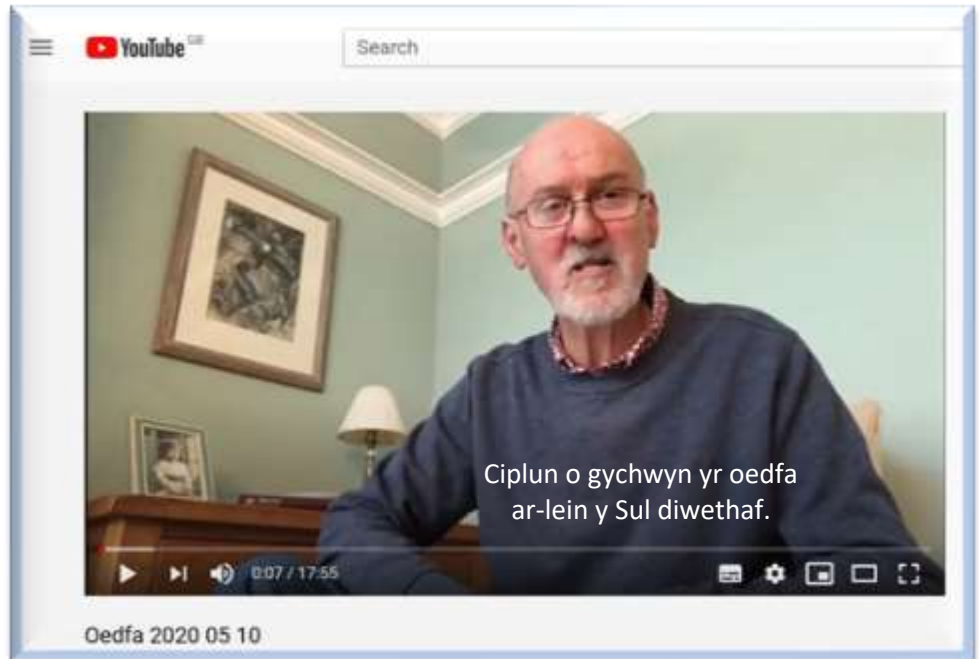 YouTube GB
Search
Ciplun o gychwyn yr oedfa
ar-lein y Sul diwethaf.
0:07 / 17:55
Oedfa 2020 05 10